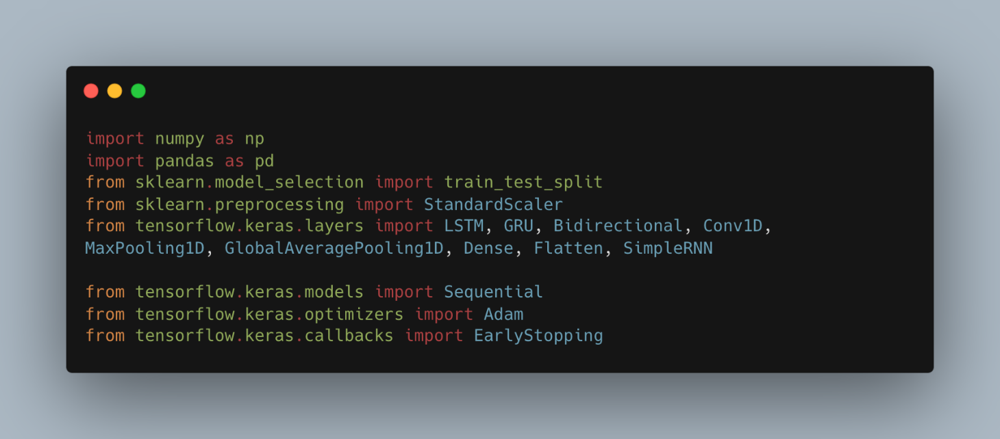 import numpy as np
import pandas as pd
from sklearn.model_selection import train_test_split
from sklearn.preprocessing import StandardScaler
from tensorflow.keras.layers import LSTM, GRU, Bidirectional, Conv1D,
MaxPooling1D, GlobalAveragePooling1D, Dense, Flatten, SimpleRNN
from tensorflow.keras.models import Sequential
from tensorflow.keras.optimizers import Adam
from tensorflow.keras.callbacks import EarlyStopping